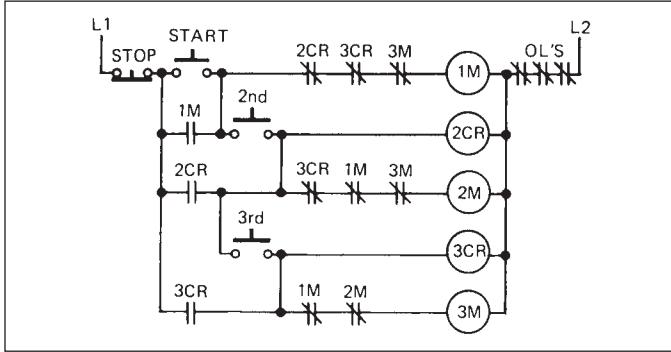 L1 L2
STOP START 2CR 3CR 3M OL'S
1M
1M 2nd
2CR
2CR 3CR 1M 3M
2M
3rd
3CR
3CR 1M 2M
3M